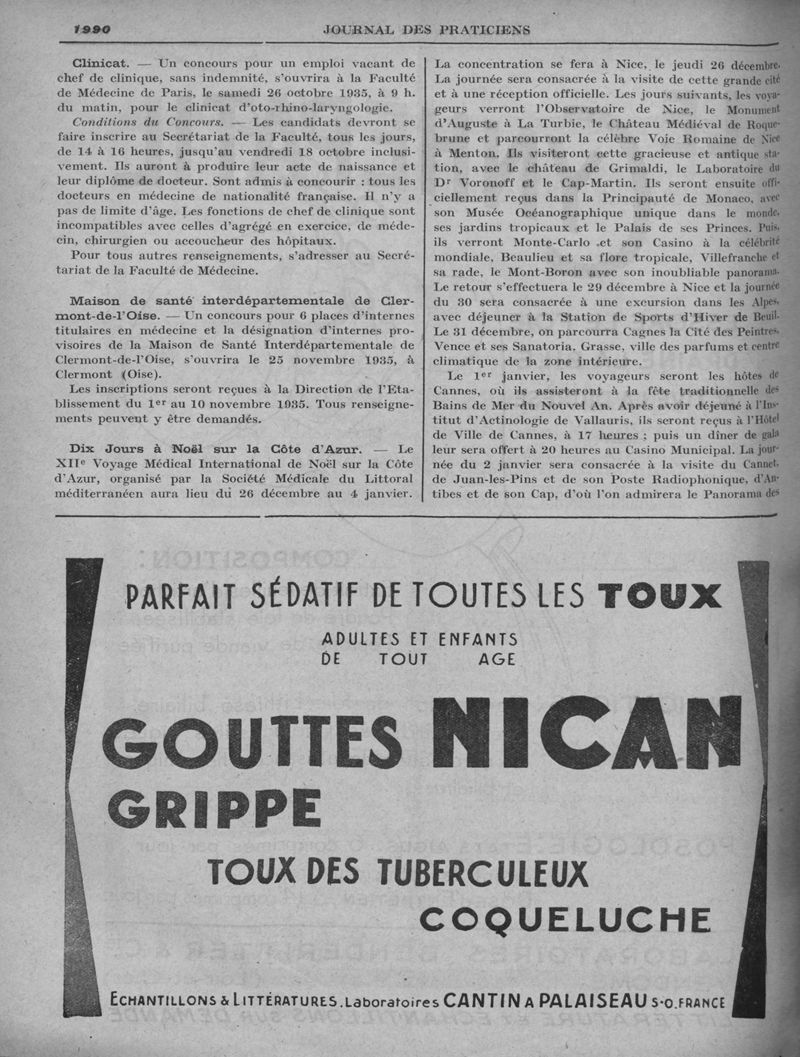 1990
JOURNAL DES PRATICIENS
Clinicat. — Un concours pour un emploi vacant de
chef de clinique, sans indemnité, s'ouvrira à la Faculté
de Médecine de Paris, le samedi 26 octobre 1935, à 9 h.
du matin, pour le clinicat d'oto-rhino-laryngologie.
Conditions du Concours. — Les candidats devront se
faire inscrire au Secrétariat de la Faculté, tous les jours,
de 14 à 16 heures, jusqu'au vendredi 18 octobre inclusi-
vement. Ils auront à produire leur acte de naissance et
leur diplôme de docteur. Sont admis à concourir : tous les
docteurs en médecine de nationalité française. Il n'y a
pas de limite d'âge. Les fonctions de chef de clinique sont
incompatibles avec celles d'agrégé en exercice, de méde-
cin, chirurgien ou accoucheur des hôpitaux.
Pour tous autres renseignements, s'adresser au Secré-
tariat de la Faculté de Médecine.
Maison de santé interdépartementale de Cler-
mont-de-l'Oise. — Un concours pour 6 places d'internes
titulaires en médecine et la désignation d'internes pro-
visoires de la Maison de Santé Interdépartementale de
Clermont-de-l'Oise, s'ouvrira le 25 novembre 1935, à
Clermont (Oise).
Les inscriptions seront reçues à la Direction de l'Eta-
blissement du 1er au 10 novembre 1935. Tous renseigne-
ments peuvent y être demandés.
Dix Jours à Noël sur la Côte d'Azur. — Le
XIIe Voyage Médical International de Noël sur la Côte
d'Azur, organisé par la Société Médicale du Littoral
méditerranéen aura lieu du 26 décembre au 4 janvier.
La concentration se fera à Nice, le jeudi 26 décembre.
La journée sera consacrée à la visite de cette grande cité
et à une réception officielle. Les jours suivants, les voya-
geurs verront l'Observatoire de Nice, le Monument
d'Auguste à La Turbie, le Château Médiéval de Roque-
brune et parcourront la célèbre Voie Romaine de Nice
à Menton. Ils visiteront cette gracieuse et antique sta-
tion, avec le château de Grimaldi, le Laboratoire du
Dr Voronoff et le Cap-Martin. Ils seront ensuite offi-
ciellement reçus dans la Principauté de Monaco, avec
son Musée Océanographique unique dans le monde,
ses jardins tropicaux et le Palais de ses Princes. Puis,
ils verront Monte-Carlo et son Casino à la célébrité
mondiale, Beaulieu et sa flore tropicale, Villefranche et
sa rade, le Mont-Boron avec son inoubliable panorama.
Le retour s'effectuera le 29 décembre à Nice et la journée
du 30 sera consacrée à une excursion dans les Alpes,
avec déjeuner à la Station de Sports d'Hiver de Beuil.
Le 31 décembre, on parcourra Cagnes la Cité des Peintres,
Vence et ses Sanatoria, Grasse, ville des parfums et centre
climatique de la zone intérieure.
Le 1er janvier, les voyageurs seront les hôtes de
Cannes, où ils assisteront à la fête traditionnelle des
Bains de Mer du Nouvel An. Après avoir déjeuné à l'Ins-
titut d'Actinologie de Vallauris, ils seront reçus à l'Hôtel
de Ville de Cannes, à 17 heures ; puis un dîner de gala
leur sera offert à 20 heures au Casino Municipal. La jour-
née du 2 janvier sera consacrée à la visite du Cannet,
de Juan-les-Pins et de son Poste Radiophonique, d'An-
tibes et de son Cap, d'où l'on admirera le Panorama des
PARFAIT SÉDATIF DE TOUTES LES TOUX
ADULTES ET ENFANTS
DE TOUT AGE
GOUTTES NICAN
GRIPPE
TOUX DES TUBERCULEUX
COQUELUCHE
ECHANTILLONS & LITTÉRATURES. Laboratoires CANTIN A PALAISEAU S-O. FRANCE